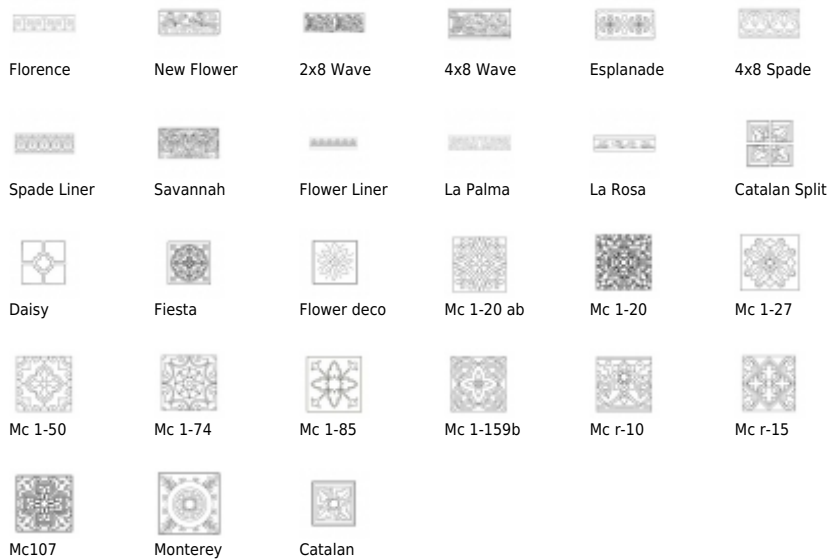 Florence
New Flower
2x8 Wave
4x8 Wave
Esplanade
4x8 Spade
Spade Liner
Savannah
Flower Liner
La Palma
La Rosa
Catalan Split
Daisy
Fiesta
Flower deco
Mc 1-20 ab
Mc 1-20
Mc 1-27
Mc 1-50
Mc 1-74
Mc 1-85
Mc 1-159b
Mc r-10
Mc r-15
Mc107
Monterey
Catalan